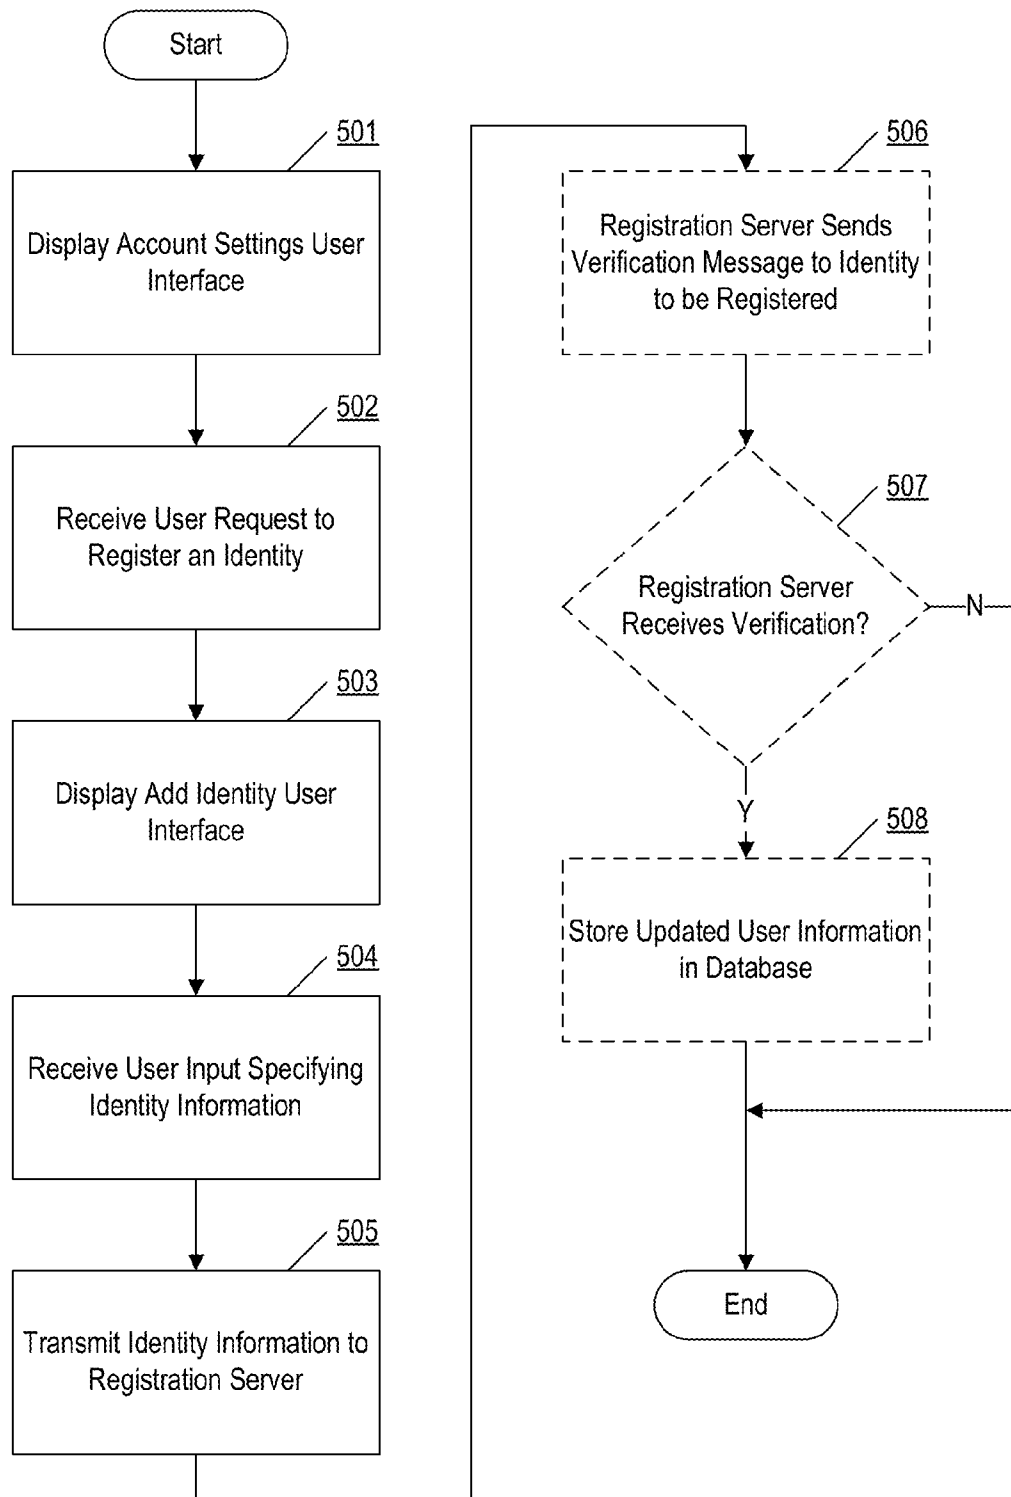 Start
501
Display Account Settings User
Interface
502
Receive User Request to
Register an Identity
503
Display Add Identity User
Interface
504
Receive User Input Specifying
Identity Information
505
Transmit Identity Information to
Registration Server
506
Registration Server Sends
Verification Message to Identity
to be Registered
507
Registration Server
Receives Verification?
N
Y
508
Store Updated User Information
in Database
End